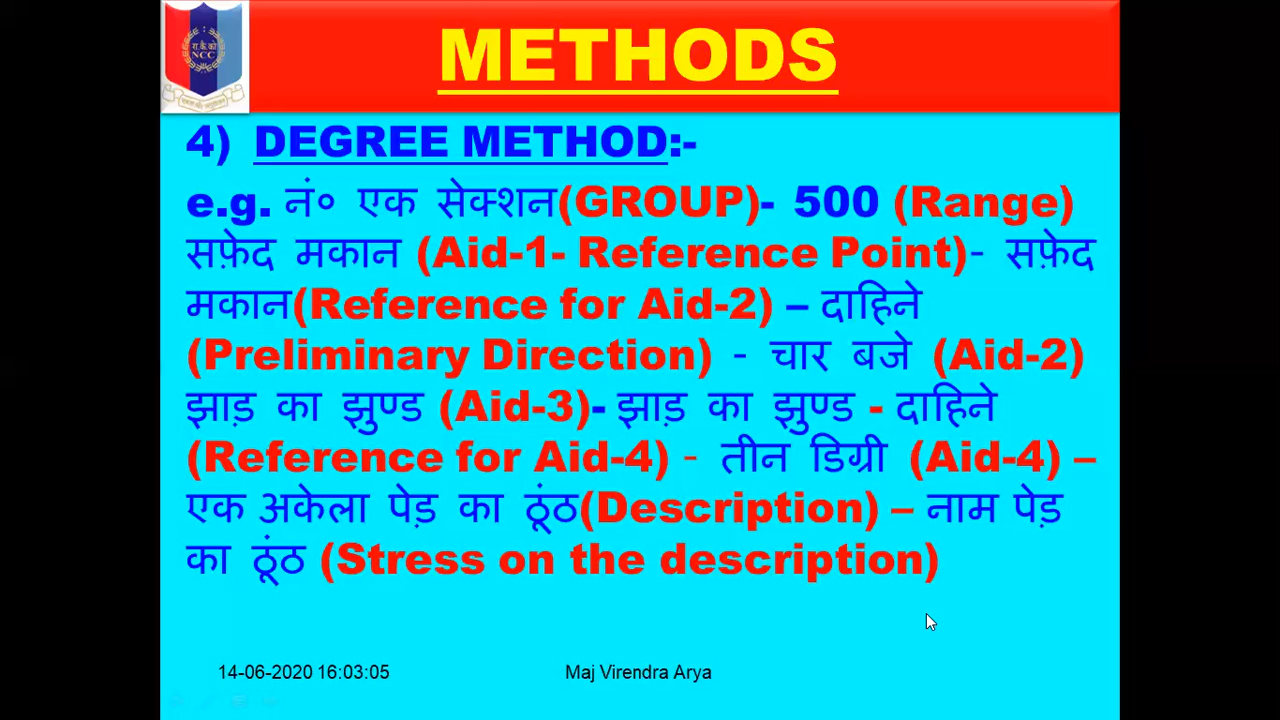 METHODS
रा.कै.को
NCC
4) DEGREE METHOD:-
e.g. नं० एक सेक्शन(GROUP)- 500 (Range)
सफ़ेद मकान (Aid-1- Reference Point)- सफ़ेद
मकान(Reference for Aid-2) – दाहिने
(Preliminary Direction) - चार बजे (Aid-2)
झाड़ का झुण्ड (Aid-3)- झाड़ का झुण्ड - दाहिने
(Reference for Aid-4) - तीन डिग्री (Aid-4) –
एक अकेला पेड़ का ठूंठ(Description) – नाम पेड़
का ठूंठ (Stress on the description)
14-06-2020 16:03:05
Maj Virendra Arya